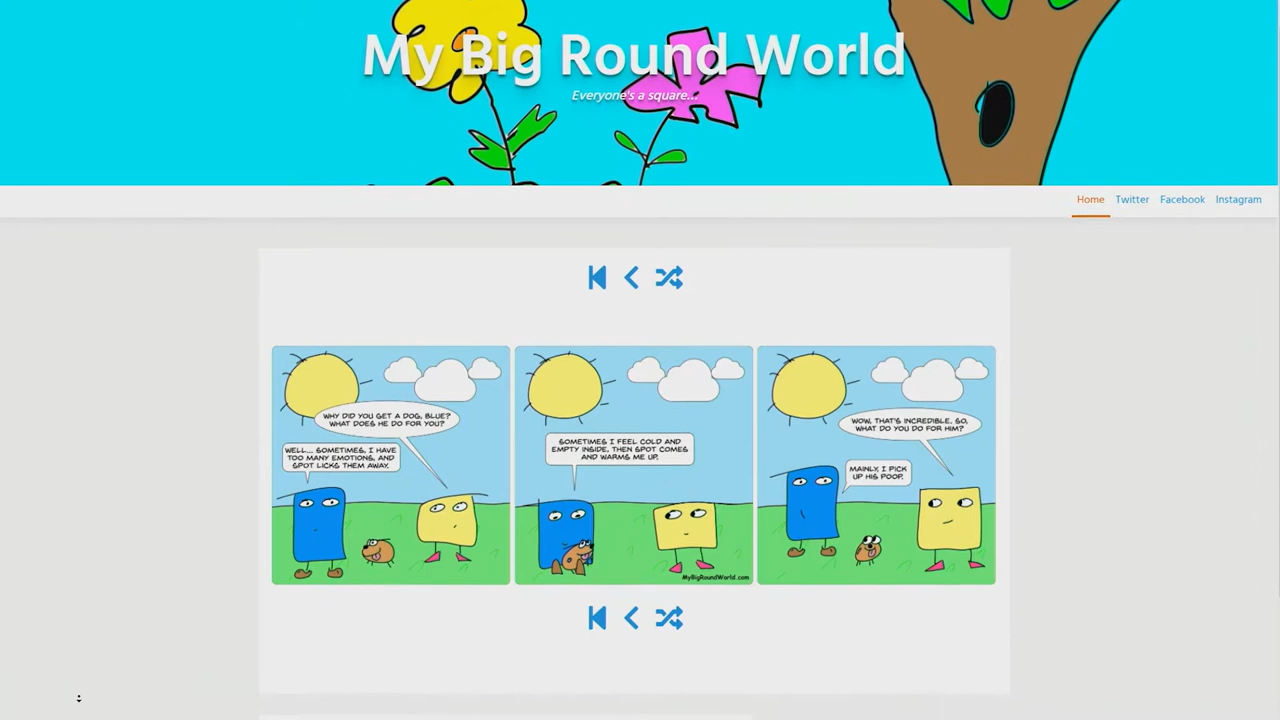 My Big Round World
Everyone's a square...
Home Twitter Facebook Instagram
WHY DID YOU GET A DOG, BLUE?
WHAT DOES HE DO FOR YOU?
WELL.... SOMETIMES, I HAVE
TOO MANY EMOTIONS, AND
SPOT LICKS THEM AWAY.
SOMETIMES I FEEL COLD AND
EMPTY INSIDE, THEN SPOT COMES
AND WARMS ME UP.
MyBigRoundWorld.com
WOW, THAT'S INCREDIBLE. SO,
WHAT DO YOU DO FOR HIM?
MAINLY, I PICK
UP HIS POOP.